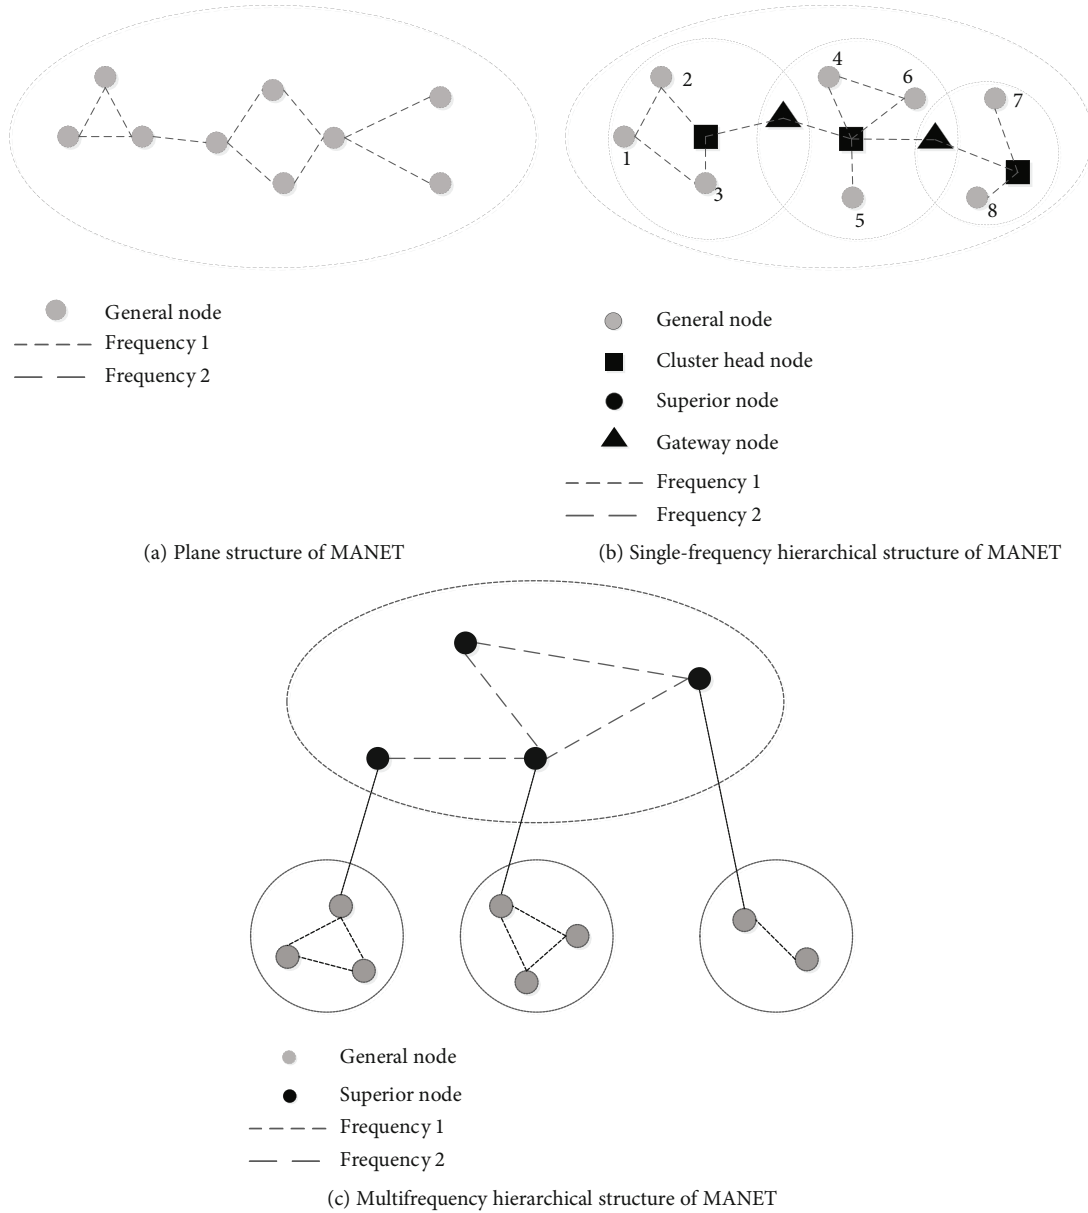 2
1
3
4
6
5
7
8
General node
Frequency 1
Frequency 2
General node
Cluster head node
Superior node
Gateway node
Frequency 1
Frequency 2
(a) Plane structure of MANET
(b) Single-frequency hierarchical structure of MANET
General node
Superior node
Frequency 1
Frequency 2
(c) Multifrequency hierarchical structure of MANET